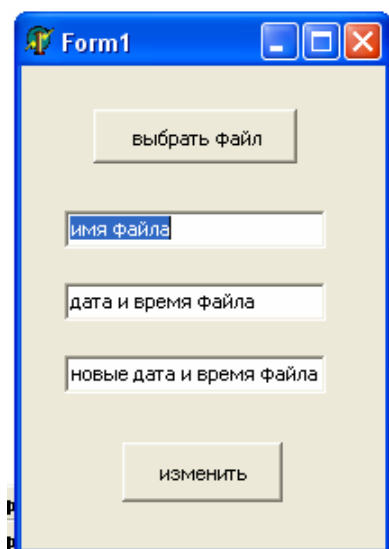 Form1
выбрать файл
имя файла
дата и время файла
новые дата и время файла
изменить